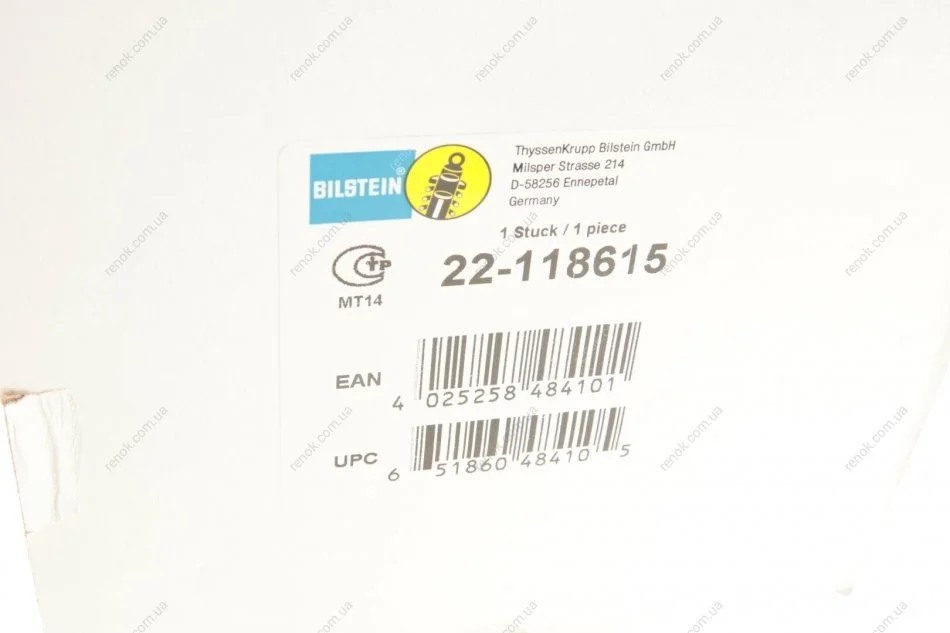 BILSTEIN®
ThyssenKrupp Bilstein GmbH
Milsper Strasse 214
D-58256 Ennepetal
Germany
1 Stuck / 1 piece
22-118615
MT14
EAN
4 025258 484101
UPC
6 51860 48410 5
renok.com.ua